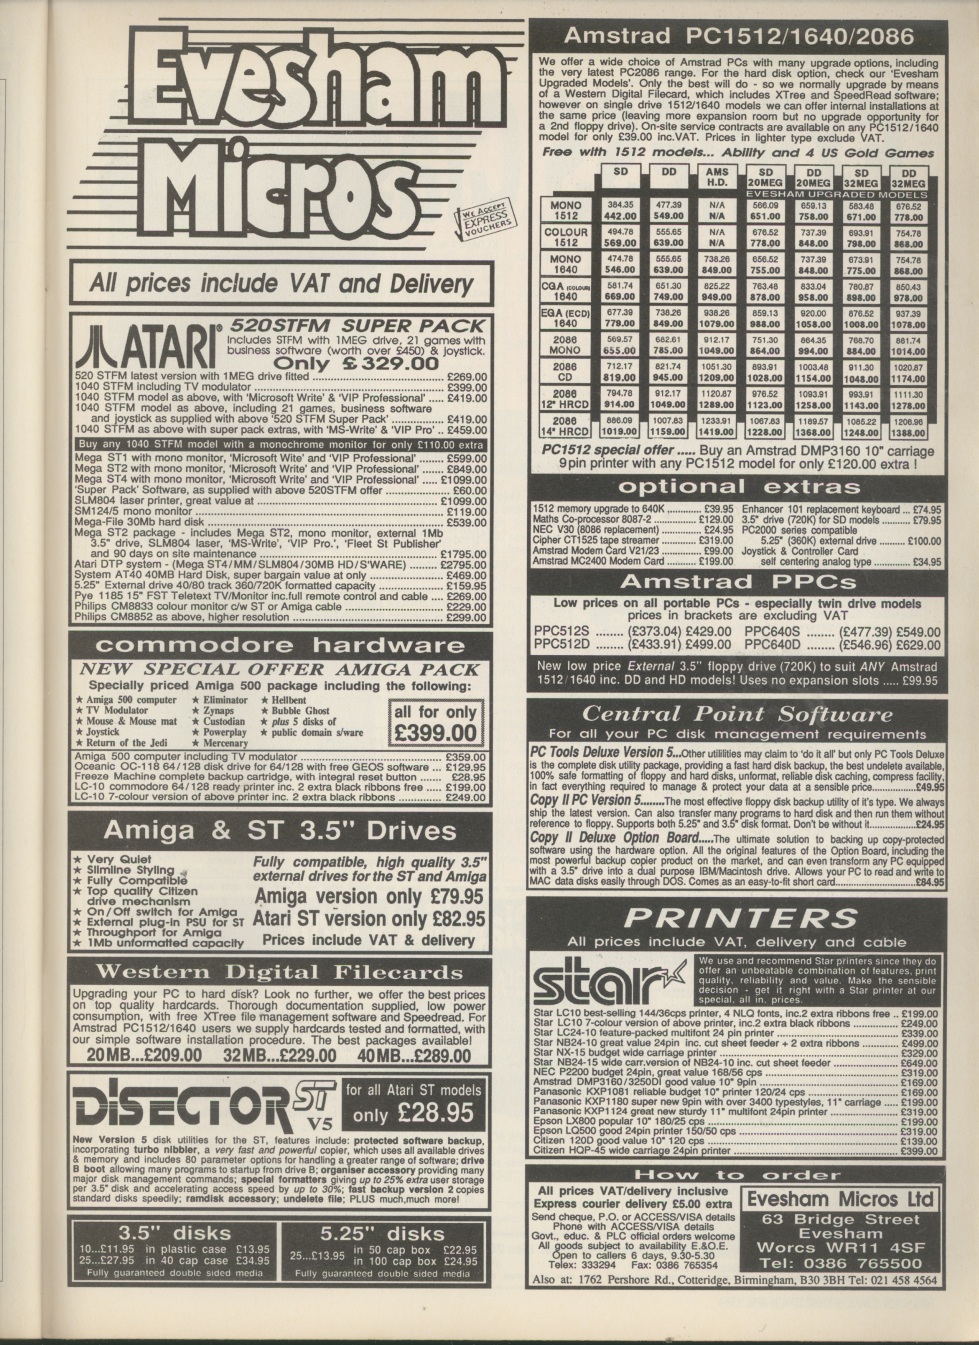 Evesham
Micros
WE ACCEPT
EXPRESS
VOUCHERS
All prices include VAT and Delivery
ATARI®
520STFM SUPER PACK
Includes STFM with 1MEG drive, 21 games with
business software (worth over £450) & joystick.
Only £329.00
520 STFM latest version with 1MEG drive fitted ..... £269.00
1040 STFM including TV modulator ..... £399.00
1040 STFM model as above, with 'Microsoft Write' & 'VIP Professional' ..... £419.00
1040 STFM model as above, including 21 games, business software
and joystick as supplied with above '520 STFM Super Pack' ..... £419.00
1040 STFM as above with super pack extras, with 'MS-Write' & 'VIP Pro' .. £459.00
Buy any 1040 STFM model with a monochrome monitor for only £110.00 extra
Mega ST1 with mono monitor, 'Microsoft Wite' and 'VIP Professional' ..... £599.00
Mega ST2 with mono monitor, 'Microsoft Write' and 'VIP Professional' ..... £849.00
Mega ST4 with mono monitor, 'Microsoft Write' and 'VIP Professional' .... £1099.00
'Super Pack' Software, as supplied with above 520STFM offer ..... £60.00
SLM804 laser printer, great value at ..... £1099.00
SM124/5 mono monitor ..... £119.00
Mega-File 30Mb hard disk ..... £539.00
Mega ST2 package - includes Mega ST2, mono monitor, external 1Mb
3.5" drive, SLM804 laser, 'MS-Write', 'VIP Pro.', 'Fleet St Publisher'
and 90 days on site maintenance ..... £1795.00
Atari DTP system - (Mega ST4/MM/SLM804/30MB HD/S'WARE) ..... £2795.00
System AT40 40MB Hard Disk, super bargain value at only ..... £469.00
5.25" External drive 40/80 track 360/720K formatted capacity ..... £159.95
Pye 1185 15" FST Teletext TV/Monitor inc.full remote control and cable .... £269.00
Philips CM8833 colour monitor c/w ST or Amiga cable ..... £229.00
Philips CM8852 as above, higher resolution ..... £299.00
commodore hardware
NEW SPECIAL OFFER AMIGA PACK
Specially priced Amiga 500 package including the following:
★ Amiga 500 computer ★ Eliminator ★ Hellbent
★ TV Modulator ★ Zynaps ★ Bubble Ghost
★ Mouse & Mouse mat ★ Custodian ★ plus 5 disks of
★ Joystick ★ Powerplay ★ public domain s/ware
★ Return of the Jedi ★ Mercenary
all for only
£399.00
Amiga 500 computer including TV modulator ..... £359.00
Oceanic OC-118 64/128 disk drive for 64/128 with free GEOS software ... £129.95
Freeze Machine complete backup cartridge, with integral reset button ..... £28.95
LC-10 commodore 64/128 ready printer inc. 2 extra black ribbons free ..... £199.00
LC-10 7-colour version of above printer inc. 2 extra black ribbons ..... £249.00
Amiga & ST 3.5" Drives
★ Very Quiet
★ Slimline Styling
★ Fully Compatible
★ Top quality Citizen
drive mechanism
★ On/Off switch for Amiga
★ External plug-in PSU for ST
★ Throughport for Amiga
★ 1Mb unformatted capacity
Fully compatible, high quality 3.5"
external drives for the ST and Amiga
Amiga version only £79.95
Atari ST version only £82.95
Prices include VAT & delivery
Western Digital Filecards
Upgrading your PC to hard disk? Look no further, we offer the best prices
on top quality hardcards. Thorough documentation supplied, low power
consumption, with free XTree file management software and Speedread. For
Amstrad PC1512/1640 users we supply hardcards tested and formatted, with
our simple software installation procedure. The best packages available!
20MB...£209.00 32MB...£229.00 40MB...£289.00
DISECTOR ST
V5
for all Atari ST models
only £28.95
New Version 5 disk utilities for the ST, features include: protected software backup,
incorporating turbo nibbler, a very fast and powerful copier, which uses all available drives
& memory and includes 80 parameter options for handling a greater range of software; drive
B boot allowing many programs to startup from drive B; organiser accessory providing many
major disk management commands; special formatters giving up to 25% extra user storage
per 3.5" disk and accelerating access speed by up to 30%; fast backup version 2 copies
standard disks speedily; ramdisk accessory; undelete file; PLUS much,much more!
3.5" disks
10...£11.95 in plastic case £13.95
25...£27.95 in 40 cap case £34.95
Fully guaranteed double sided media
5.25" disks
25...£13.95 in 50 cap box £22.95
in 100 cap box £24.95
Fully guaranteed double sided media
Amstrad PC1512/1640/2086
We offer a wide choice of Amstrad PCs with many upgrade options, including
the very latest PC2086 range. For the hard disk option, check our 'Evesham
Upgraded Models'. Only the best will do - so we normally upgrade by means
of a Western Digital Filecard, which includes XTree and SpeedRead software;
however on single drive 1512/1640 models we can offer internal installations at
the same price (leaving more expansion room but no upgrade opportunity for
a 2nd floppy drive). On-site service contracts are available on any PC1512/1640
model for only £39.00 inc.VAT. Prices in lighter type exclude VAT.
Free with 1512 models... Ability and 4 US Gold Games
SD DD AMS H.D. SD 20MEG DD 20MEG SD 32MEG DD 32MEG
EVESHAM UPGRADED MODELS
MONO 384.35 477.39 N/A 566.09 659.13 583.48 676.52
1512 442.00 549.00 N/A 651.00 758.00 671.00 778.00
COLOUR 494.78 555.65 N/A 676.52 737.39 693.91 754.78
1512 569.00 639.00 N/A 778.00 848.00 798.00 868.00
MONO 474.78 555.65 738.26 656.52 737.39 673.91 754.78
1640 546.00 639.00 849.00 755.00 848.00 775.00 868.00
CGA (COLOUR) 581.74 651.30 825.22 763.48 833.04 780.87 850.43
1640 669.00 749.00 949.00 878.00 958.00 898.00 978.00
EGA (ECD) 677.39 738.26 938.26 859.13 920.00 876.52 937.39
1640 779.00 849.00 1079.00 988.00 1058.00 1008.00 1078.00
2086 569.57 682.61 912.17 751.30 864.35 768.70 881.74
MONO 655.00 785.00 1049.00 864.00 994.00 884.00 1014.00
2086 712.17 821.74 1051.30 893.91 1003.48 911.30 1020.87
CD 819.00 945.00 1209.00 1028.00 1154.00 1048.00 1174.00
2086 794.78 912.17 1120.87 976.52 1093.91 993.91 1111.30
12" HRCD 914.00 1049.00 1289.00 1123.00 1258.00 1143.00 1278.00
2086 886.09 1007.83 1233.91 1067.83 1189.57 1085.22 1206.96
14" HRCD 1019.00 1159.00 1419.00 1228.00 1368.00 1248.00 1388.00
PC1512 special offer ..... Buy an Amstrad DMP3160 10" carriage
9pin printer with any PC1512 model for only £120.00 extra !
optional extras
1512 memory upgrade to 640K ..... £39.95
Maths Co-processor 8087-2 ..... £129.00
NEC V30 (8086 replacement) ..... £24.95
Cipher CT1525 tape streamer ..... £319.00
Amstrad Modem Card V21/23 ..... £99.00
Amstrad MC2400 Modem Card ..... £199.00
Enhancer 101 replacement keyboard ... £74.95
3.5" drive (720K) for SD models ..... £79.95
PC2000 series compatible
5.25" (360K) external drive ..... £100.00
Joystick & Controller Card
self centering analog type ..... £34.95
Amstrad PPCs
Low prices on all portable PCs - especially twin drive models
prices in brackets are excluding VAT
PPC512S ........ (£373.04) £429.00 PPC640S ........ (£477.39) £549.00
PPC512D ........ (£433.91) £499.00 PPC640D ........ (£546.96) £629.00
New low price External 3.5" floppy drive (720K) to suit ANY Amstrad
1512/1640 inc. DD and HD models! Uses no expansion slots ..... £99.95
Central Point Software
For all your PC disk management requirements
PC Tools Deluxe Version 5...Other utililities may claim to 'do it all' but only PC Tools Deluxe
is the complete disk utility package, providing a fast hard disk backup, the best undelete available,
100% safe formatting of floppy and hard disks, unformat, reliable disk caching, compress facility,
in fact everything required to manage & protect your data at a sensible price.....£49.95
Copy II PC Version 5........The most effective floppy disk backup utility of it's type. We always
ship the latest version. Can also transfer many programs to hard disk and then run them without
reference to floppy. Supports both 5.25" and 3.5" disk format. Don't be without it.....£24.95
Copy II Deluxe Option Board.....The ultimate solution to backing up copy-protected
software using the hardware option. All the original features of the Option Board, including the
most powerful backup copier product on the market, and can even transform any PC equipped
with a 3.5" drive into a dual purpose IBM/Macintosh drive. Allows your PC to read and write to
MAC data disks easily through DOS. Comes as an easy-to-fit short card.....£84.95
PRINTERS
All prices include VAT, delivery and cable
star
We use and recommend Star printers since they do
offer an unbeatable combination of features, print
quality, reliability and value. Make the sensible
decision - get it right with a Star printer at our
special, all in, prices.
Star LC10 best-selling 144/36cps printer, 4 NLQ fonts, inc.2 extra ribbons free .. £199.00
Star LC10 7-colour version of above printer, inc.2 extra black ribbons ..... £249.00
Star LC24-10 feature-packed multifont 24 pin printer ..... £339.00
Star NB24-10 great value 24pin inc. cut sheet feeder + 2 extra ribbons ..... £499.00
Star NX-15 budget wide carriage printer ..... £329.00
Star NB24-15 wide carr.version of NB24-10 inc. cut sheet feeder ..... £649.00
NEC P2200 budget 24pin, great value 168/56 cps ..... £319.00
Amstrad DMP3160/3250DI good value 10" 9pin ..... £169.00
Panasonic KXP1081 reliable budget 10" printer 120/24 cps ..... £169.00
Panasonic KXP1180 super new 9pin with over 3400 typestyles, 11" carriage ... £199.00
Panasonic KXP1124 great new sturdy 11" multifont 24pin printer ..... £319.00
Epson LX800 popular 10" 180/25 cps ..... £199.00
Epson LQ500 good 24pin printer 150/50 cps ..... £319.00
Citizen 120D good value 10" 120 cps ..... £139.00
Citizen HQP-45 wide carriage 24pin printer ..... £399.00
How to order
All prices VAT/delivery inclusive
Express courier delivery £5.00 extra
Send cheque, P.O. or ACCESS/VISA details
Phone with ACCESS/VISA details
Govt., educ. & PLC official orders welcome
All goods subject to availability E.&O.E.
Open to callers 6 days, 9.30-5.30
Telex: 333294 Fax: 0386 765354
Evesham Micros Ltd
63 Bridge Street
Evesham
Worcs WR11 4SF
Tel: 0386 765500
Also at: 1762 Pershore Rd., Cotteridge, Birmingham, B30 3BH Tel: 021 458 4564